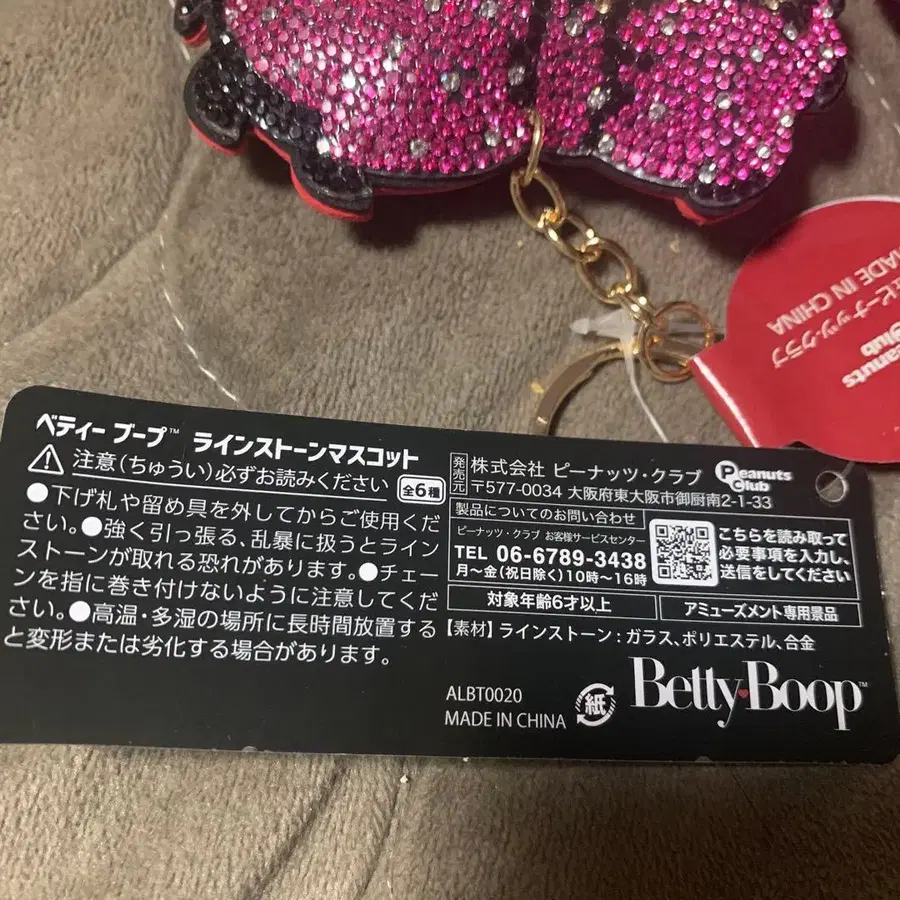 ベティー ブープ™ ラインストーンマスコット
注意(ちゅうい)必ずお読みください 全6種
●下げ札や留め具を外してからご使用くだ
さい。●強く引っ張る、乱暴に扱うとライン
ストーンが取れる恐れがあります。●チェー
ンを指に巻き付けないように注意してくだ
さい。●高温・多湿の場所に長時間放置する
と変形または劣化する場合があります。
発売元 株式会社 ピーナッツ・クラブ Peanuts Club
〒577-0034 大阪府東大阪市御厨南2-1-33
製品についてのお問い合わせ
ピーナッツ・クラブ お客様サービスセンター
TEL 06-6789-3438
月～金(祝日除く)10時～16時
こちらを読み取って
必要事項を入力し、
送信をしてください
対象年齢6才以上
アミューズメント専用景品
【素材】ラインストーン:ガラス、ポリエステル、合金
ALBT0020
MADE IN CHINA
紙
Betty Boop™
ピーナッツ・クラブ
MADE IN CHINA
Peanuts
Club